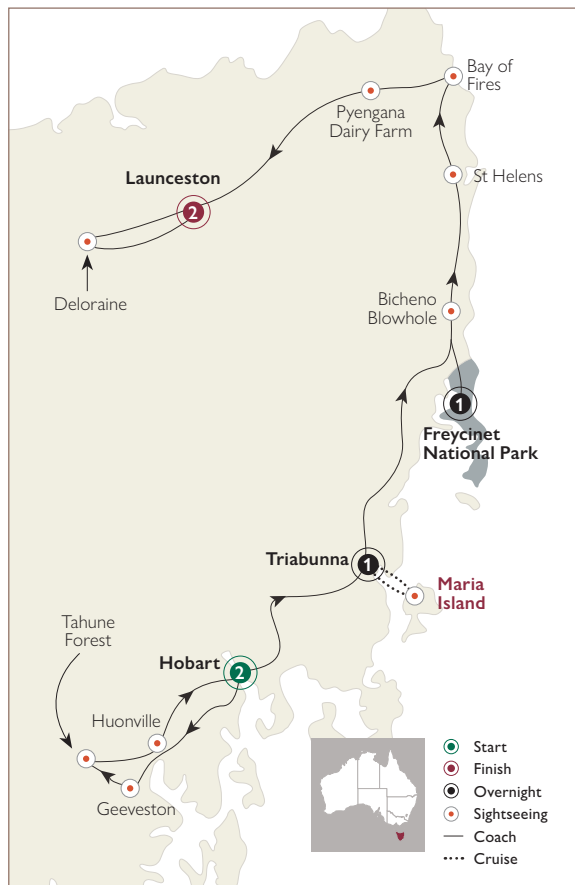 Bay of
Fires
Pyengana
Dairy Farm
St Helens
Launceston
2
Deloraine
Bicheno
Blowhole
1
Freycinet
National Park
Triabunna
1
Maria
Island
Tahune
Forest
Hobart
2
Huonville
Geeveston
Start
Finish
Overnight
Sightseeing
Coach
Cruise